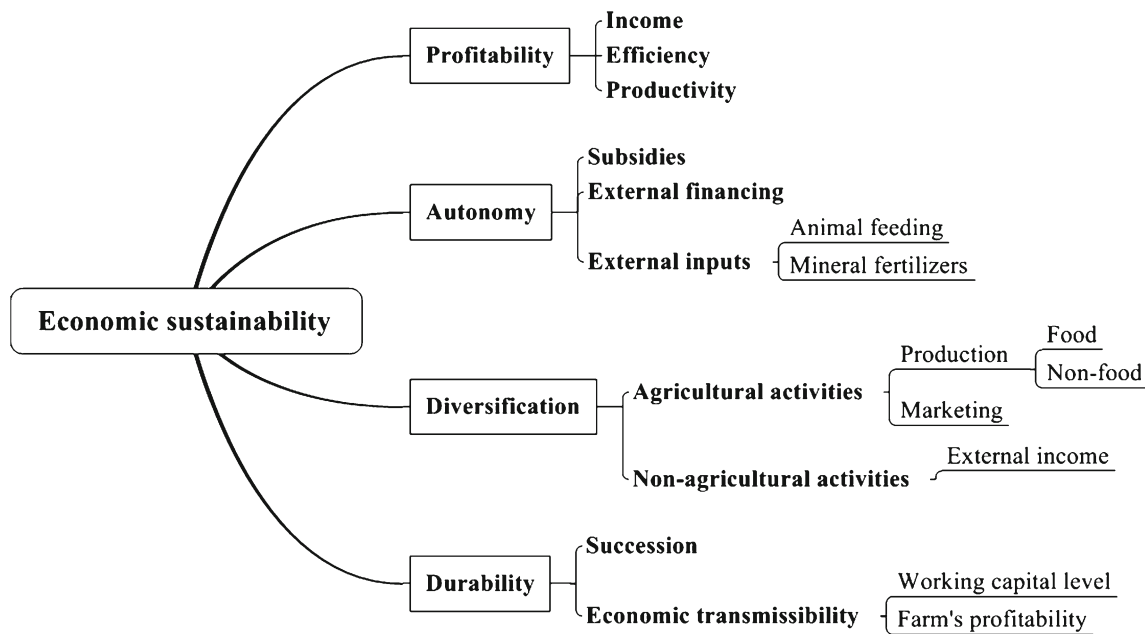 Economic sustainability
Profitability
Income
Efficiency
Productivity
Autonomy
Subsidies
External financing
External inputs
Animal feeding
Mineral fertilizers
Diversification
Agricultural activities
Production
Food
Non-food
Marketing
Non-agricultural activities
External income
Durability
Succession
Economic transmissibility
Working capital level
Farm's profitability